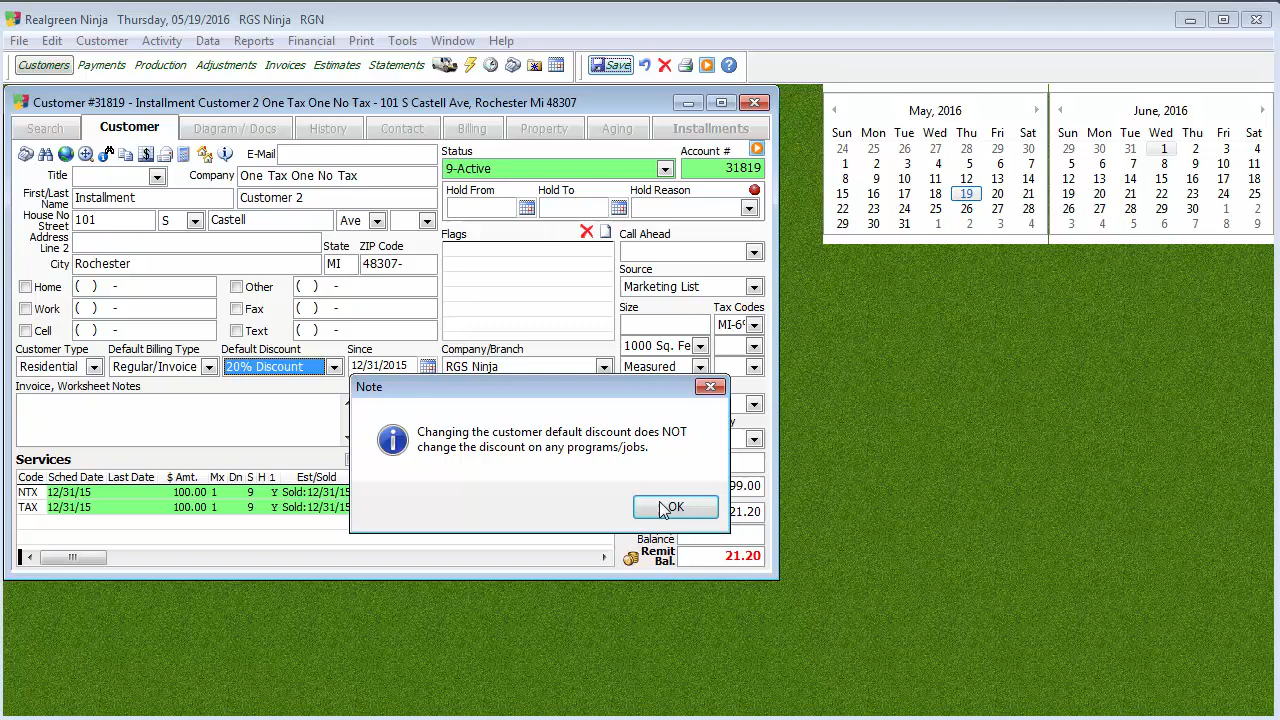 Realgreen Ninja Thursday, 05/19/2016 RGS Ninja RGN
File Edit Customer Activity Data Reports Financial Print Tools Window Help
Customers Payments Production Adjustments Invoices Estimates Statements Save
Customer #31819 - Installment Customer 2 One Tax One No Tax - 101 S Castell Ave, Rochester Mi 48307
Search Customer Diagram / Docs History Contact Billing Property Aging Installments
E-Mail
Title
Company One Tax One No Tax
First/Last Name Installment Customer 2
House No Street 101 S Castell Ave
Address Line 2
State ZIP Code
City Rochester MI 48307-
Home ( ) - Other ( ) -
Work ( ) - Fax ( ) -
Cell ( ) - Text ( ) -
Customer Type Default Billing Type Default Discount Since Company/Branch
Residential Regular/Invoice 20% Discount 12/31/2015 RGS Ninja
Invoice, Worksheet Notes
Status Account #
9-Active 31819
Hold From Hold To Hold Reason
Flags
Call Ahead
Source
Marketing List
Size Tax Codes
MI-6%
1000 Sq. Fe
Measured
Services
Code Sched Date Last Date $ Amt. Mx Dn S H 1 Est/Sold
NTX 12/31/15 100.00 1 9 Y Sold:12/31/15
TAX 12/31/15 100.00 1 9 Y Sold:12/31/15
99.00
21.20
Balance
Remit Bal. 21.20
Note
Changing the customer default discount does NOT
change the discount on any programs/jobs.
OK
May, 2016
Sun Mon Tue Wed Thu Fri Sat
24 25 26 27 28 29 30
1 2 3 4 5 6 7
8 9 10 11 12 13 14
15 16 17 18 19 20 21
22 23 24 25 26 27 28
29 30 31 1 2 3 4
June, 2016
Sun Mon Tue Wed Thu Fri Sat
29 30 31 1 2 3 4
5 6 7 8 9 10 11
12 13 14 15 16 17 18
19 20 21 22 23 24 25
26 27 28 29 30 1 2
3 4 5 6 7 8 9